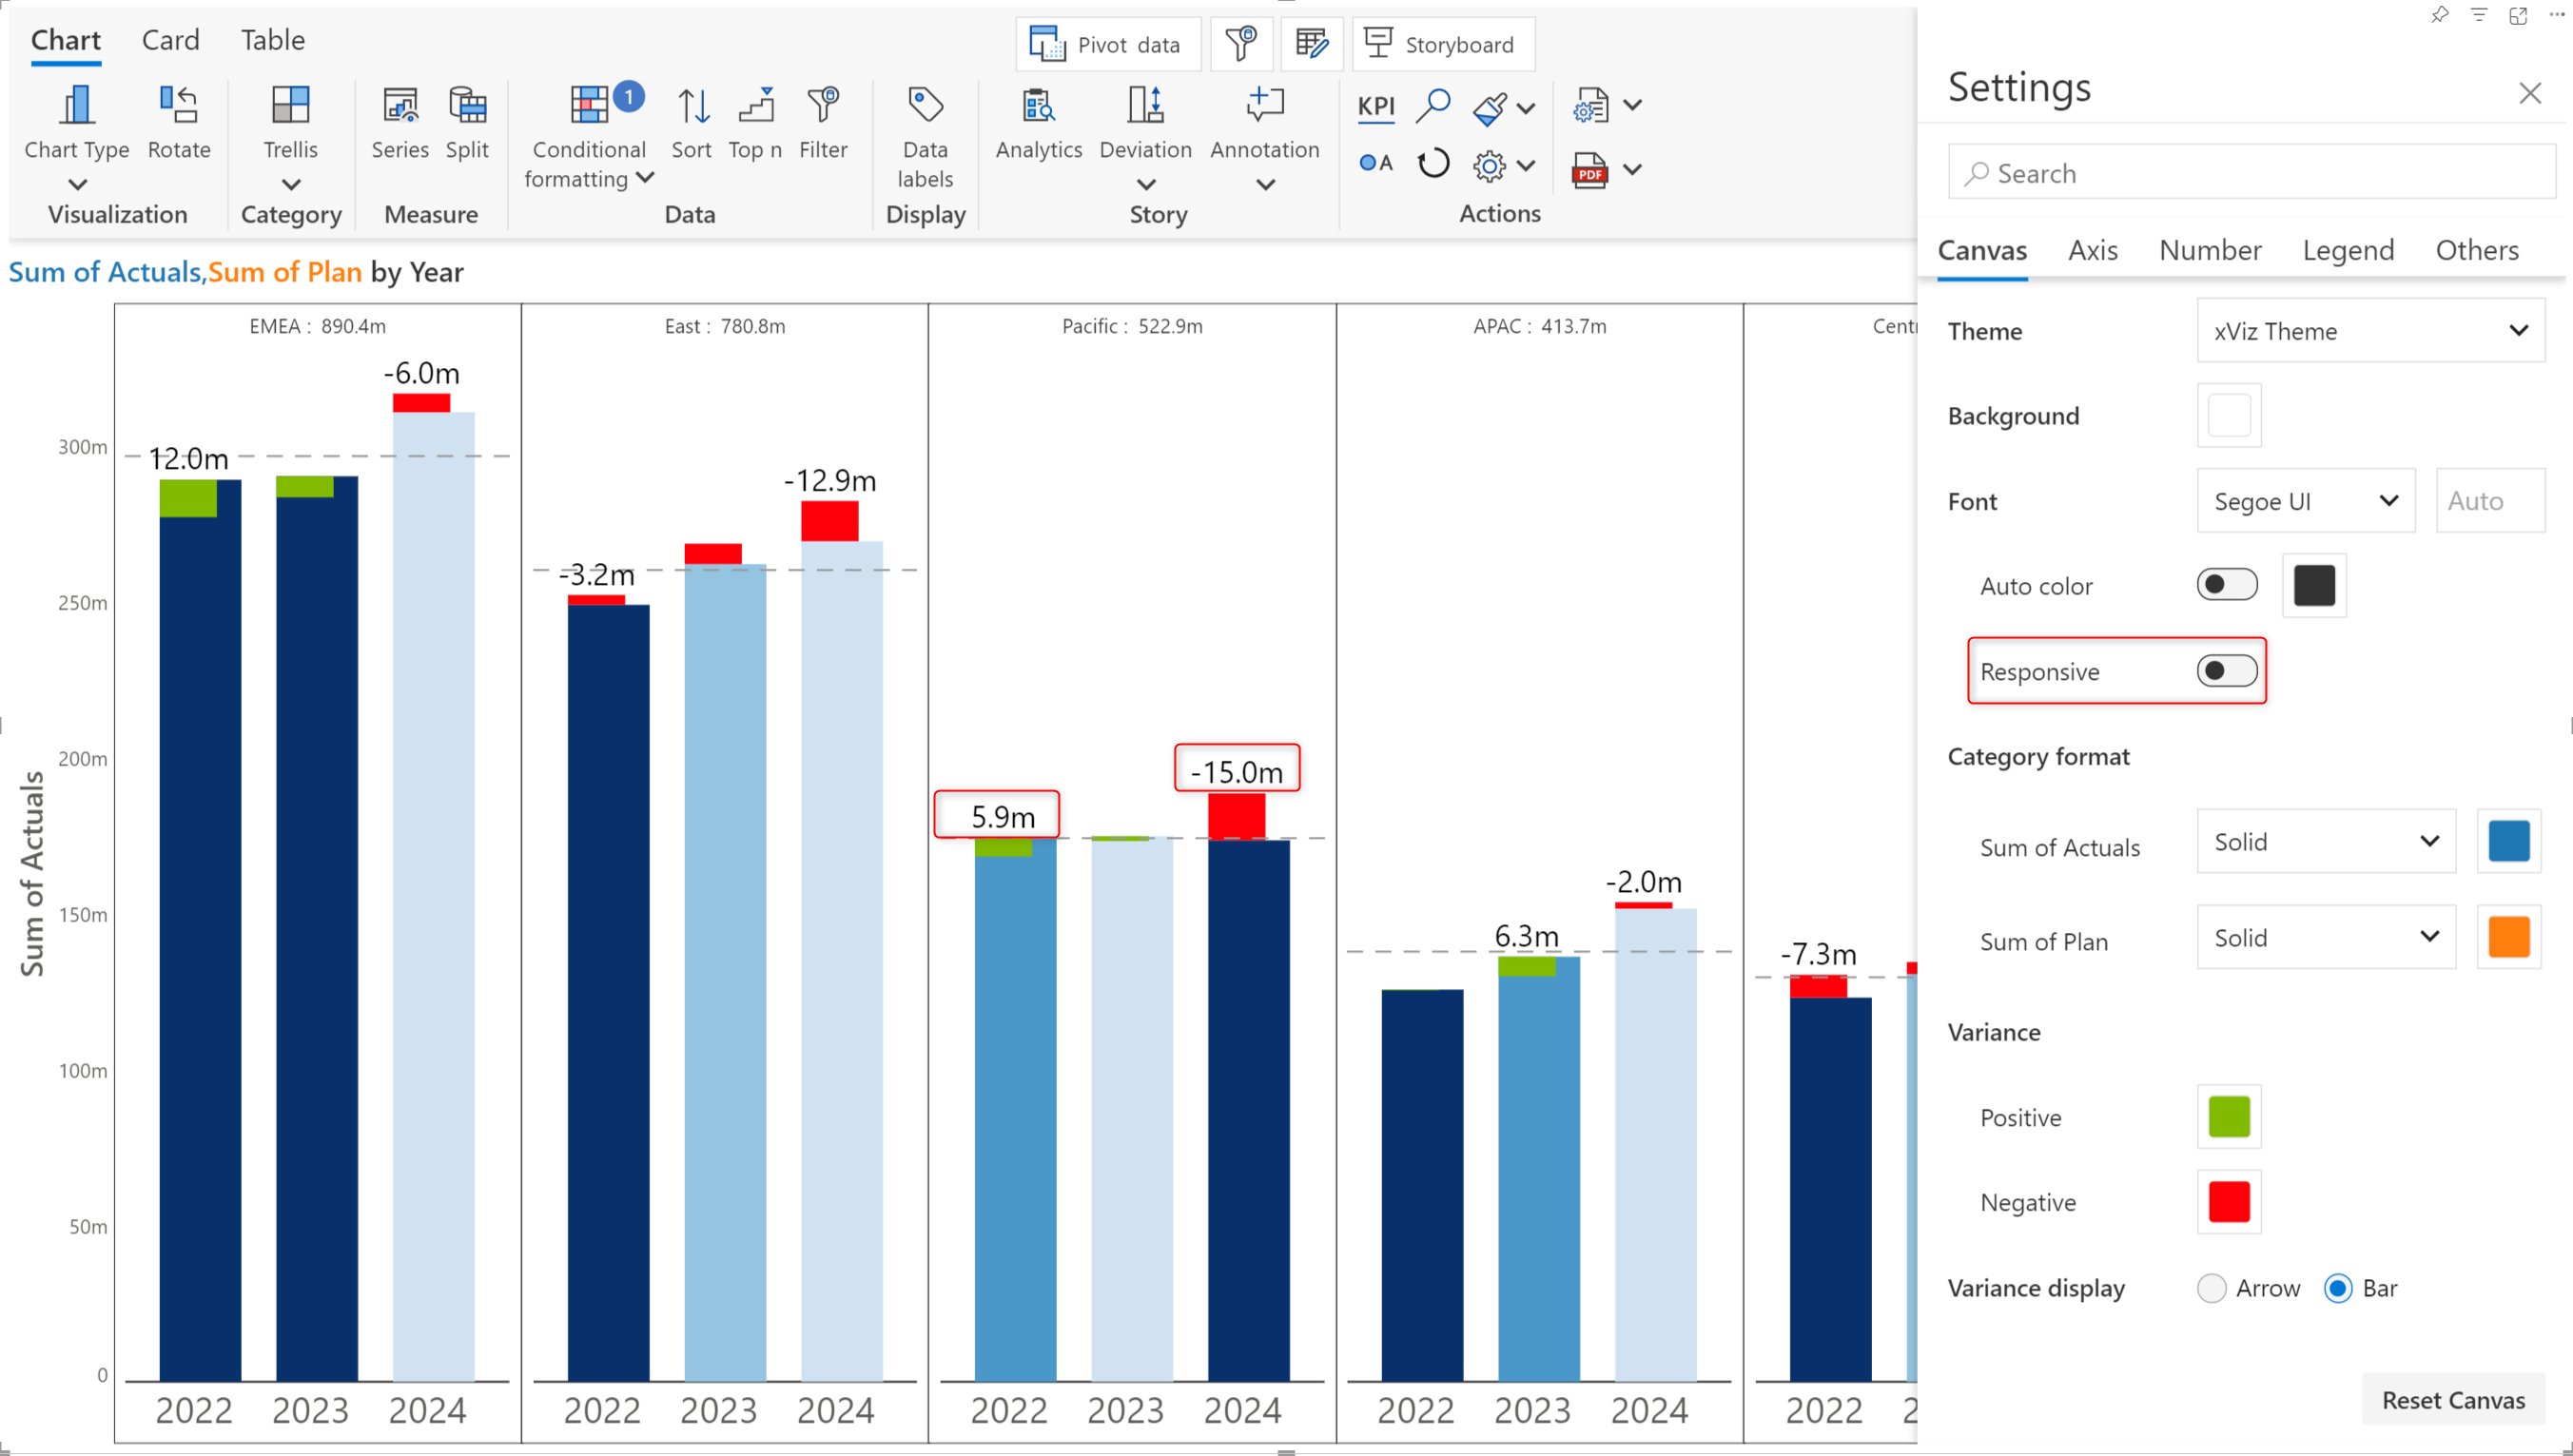 Chart Card Table
Pivot data
Storyboard
1
KPI
A
Chart Type Rotate Trellis Series Split Conditional Sort Top n Filter Data Analytics Deviation Annotation
formatting labels
PDF
Visualization Category Measure Data Display Story Actions
Sum of Actuals,Sum of Plan by Year
EMEA : 890.4m East : 780.8m Pacific : 522.9m APAC : 413.7m Centr
-6.0m
300m
12.0m
-12.9m
-3.2m
250m
200m
-15.0m
5.9m
-2.0m
6.3m
-7.3m
150m
100m
50m
0
Sum of Actuals
2022 2023 2024 2022 2023 2024 2022 2023 2024 2022 2023 2024 2022 2
Settings
Search
Canvas Axis Number Legend Others
Theme xViz Theme
Background
Font Segoe UI Auto
Auto color
Responsive
Category format
Sum of Actuals Solid
Sum of Plan Solid
Variance
Positive
Negative
Variance display Arrow Bar
Reset Canvas